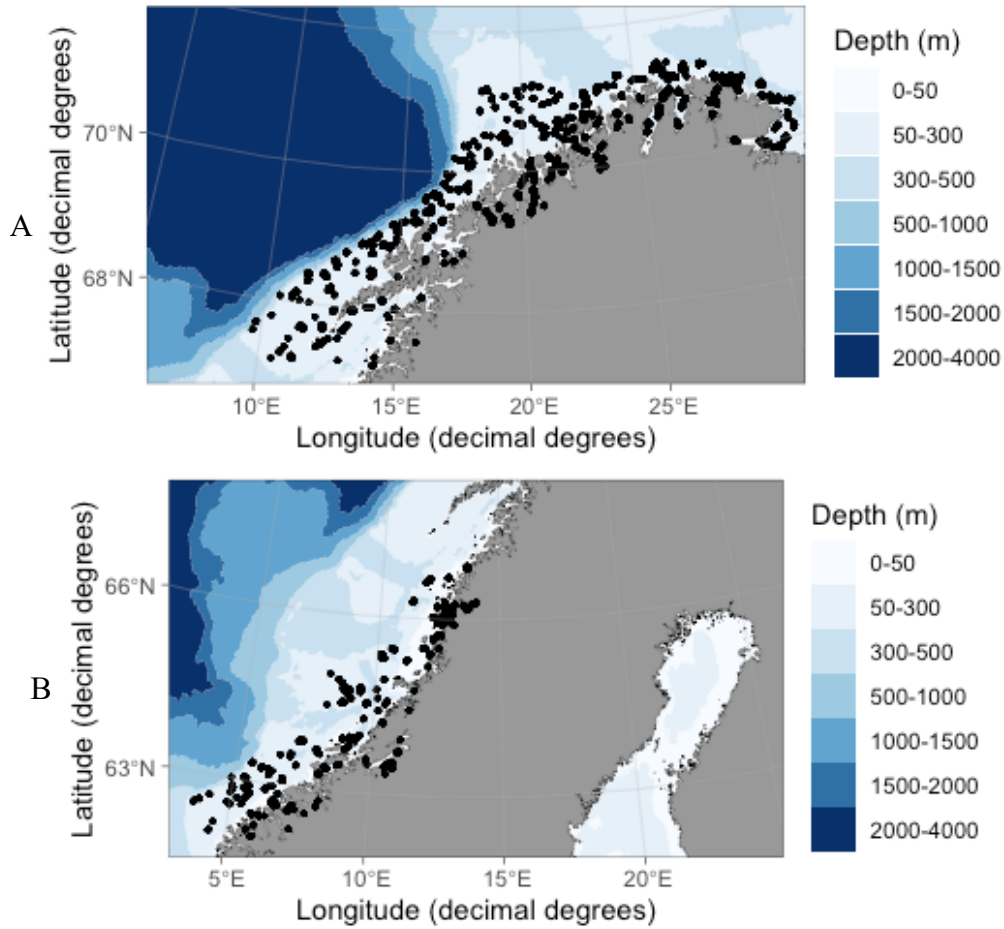 A
Latitude (decimal degrees)
70°N
68°N
10°E 15°E 20°E 25°E
Longitude (decimal degrees)
Depth (m)
0-50
50-300
300-500
500-1000
1000-1500
1500-2000
2000-4000
B
Latitude (decimal degrees)
66°N
63°N
5°E 10°E 15°E 20°E
Longitude (decimal degrees)
Depth (m)
0-50
50-300
300-500
500-1000
1000-1500
1500-2000
2000-4000